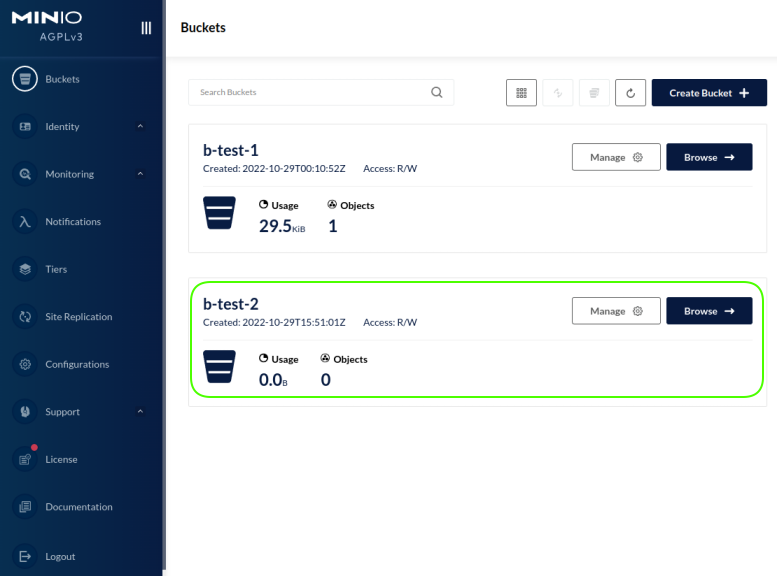 MINIO
AGPLv3
Buckets
Identity
Monitoring
Notifications
Tiers
Site Replication
Configurations
Support
License
Documentation
Logout
Buckets
Search Buckets
Create Bucket
b-test-1
Created: 2022-10-29T00:10:52Z Access: R/W
Manage
Browse
Usage Objects
29.5KiB 1
b-test-2
Created: 2022-10-29T15:51:01Z Access: R/W
Manage
Browse
Usage Objects
0.0B 0